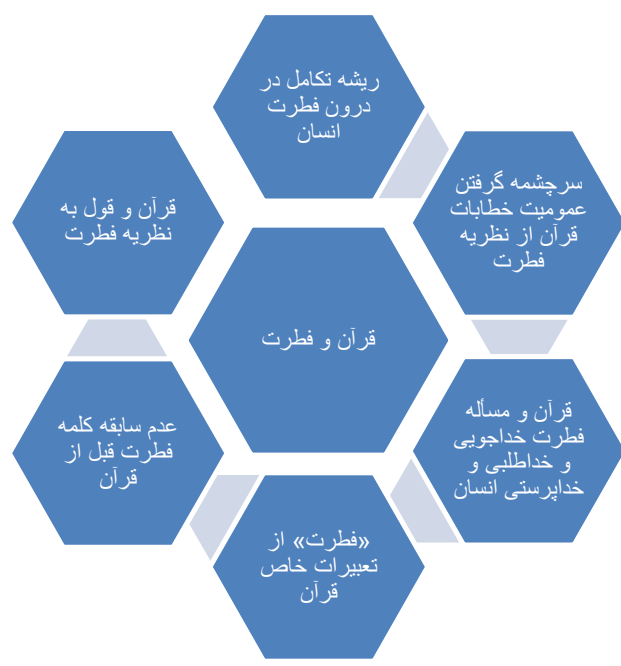 ریشه تکامل در
درون فطرت
انسان
سرچشمه گرفتن
عمومیت خطابات
قرآن از نظریه
فطرت
قرآن و مسأله
فطرت خداجویی
و خداطلبی و
خداپرستی انسان
«فطرت» از
تعبیرات خاص
قرآن
عدم سابقه کلمه
فطرت قبل از
قرآن
قرآن و قول به
نظریه فطرت
قرآن و فطرت